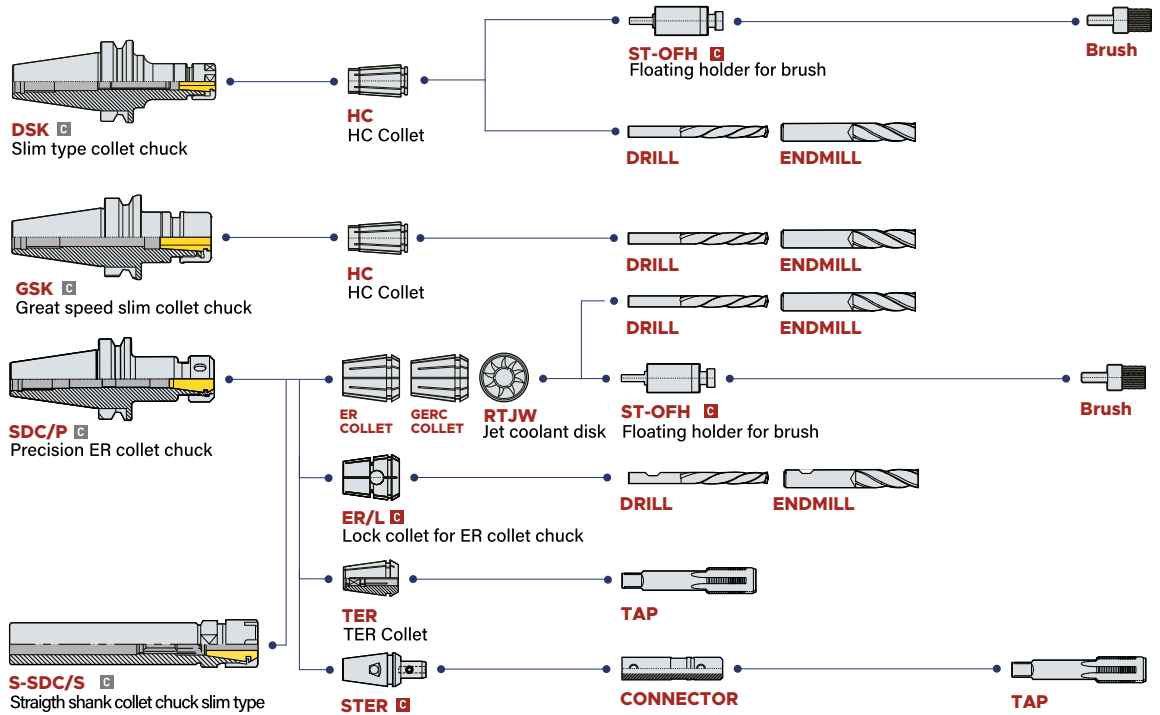 ST-OFH C
Floating holder for brush
Brush
DSK C
Slim type collet chuck
HC
HC Collet
DRILL
ENDMILL
GSK C
Great speed slim collet chuck
HC
HC Collet
DRILL
ENDMILL
DRILL
ENDMILL
SDC/P C
Precision ER collet chuck
ER
COLLET
GERC
COLLET
RTJW
Jet coolant disk
ST-OFH C
Floating holder for brush
Brush
ER/L C
Lock collet for ER collet chuck
DRILL
ENDMILL
TER
TER Collet
TAP
S-SDC/S C
Straigth shank collet chuck slim type
STER C
CONNECTOR
TAP